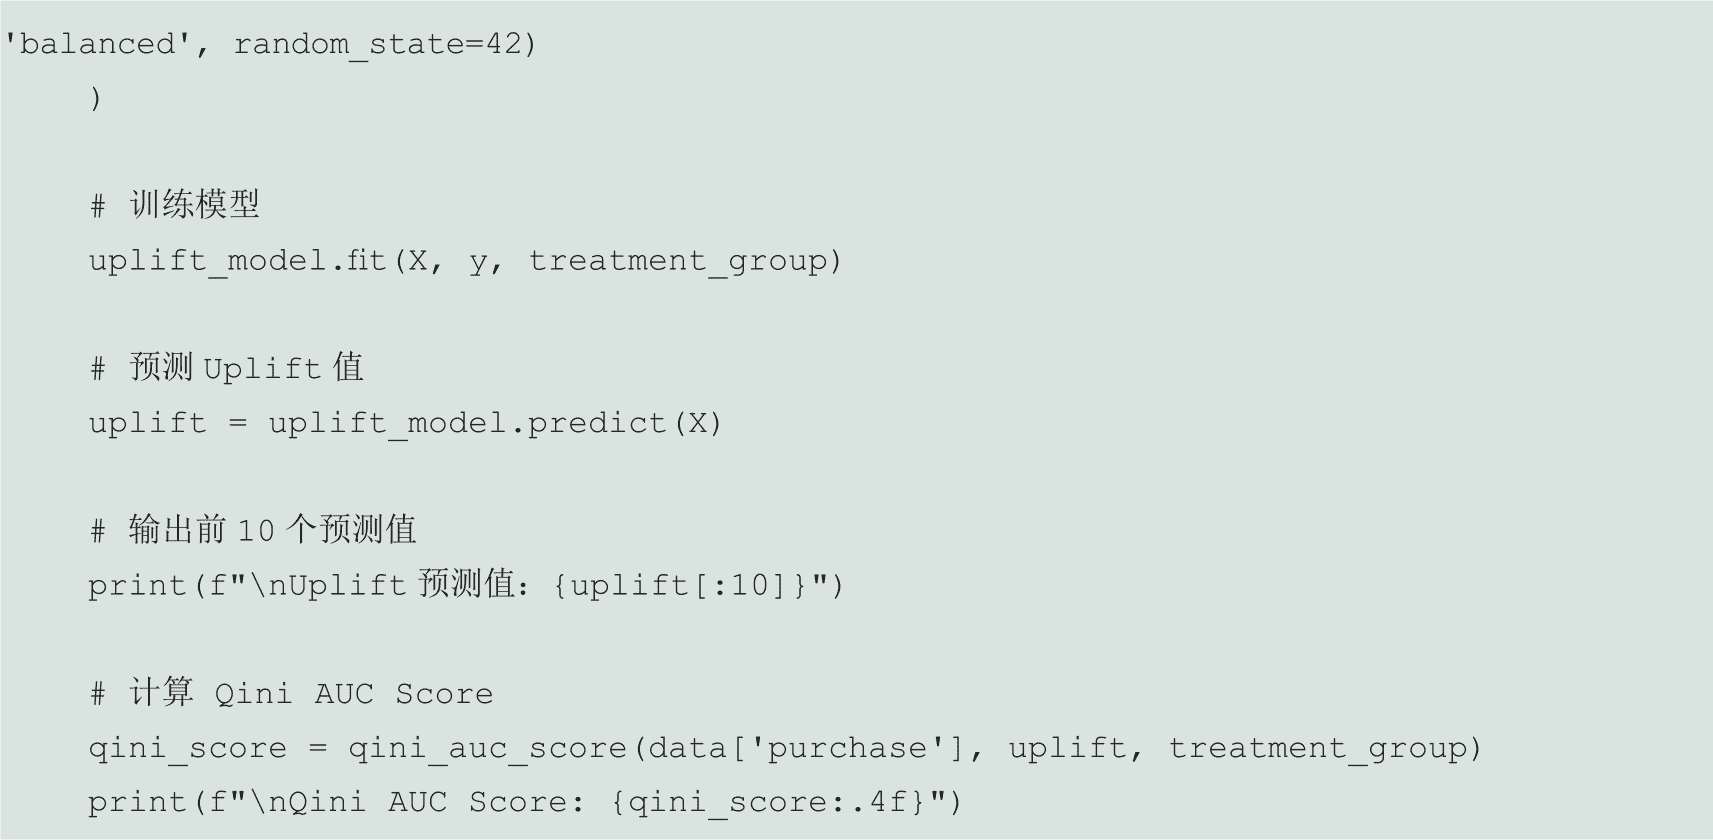 'balanced', random_state=42)
)
# 训练模型
uplift_model.fit(X, y, treatment_group)
# 预测 Uplift 值
uplift = uplift_model.predict(X)
# 输出前 10 个预测值
print(f"\nUplift 预测值：{uplift[:10]}")
# 计算 Qini AUC Score
qini_score = qini_auc_score(data['purchase'], uplift, treatment_group)
print(f"\nQini AUC Score: {qini_score:.4f}")